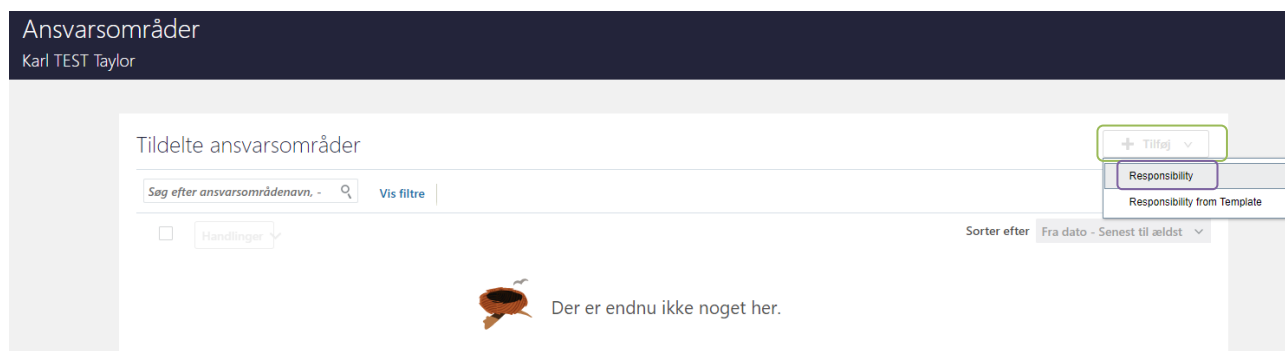 Ansvarsområder
Karl TEST Taylor
Tildelte ansvarsområder
Tilføj
Responsibility
Responsibility from Template
Søg efter ansvarsområdenavn, -
Vis filtre
Handlinger
Sorter efter Fra dato - Senest til ældst
Der er endnu ikke noget her.